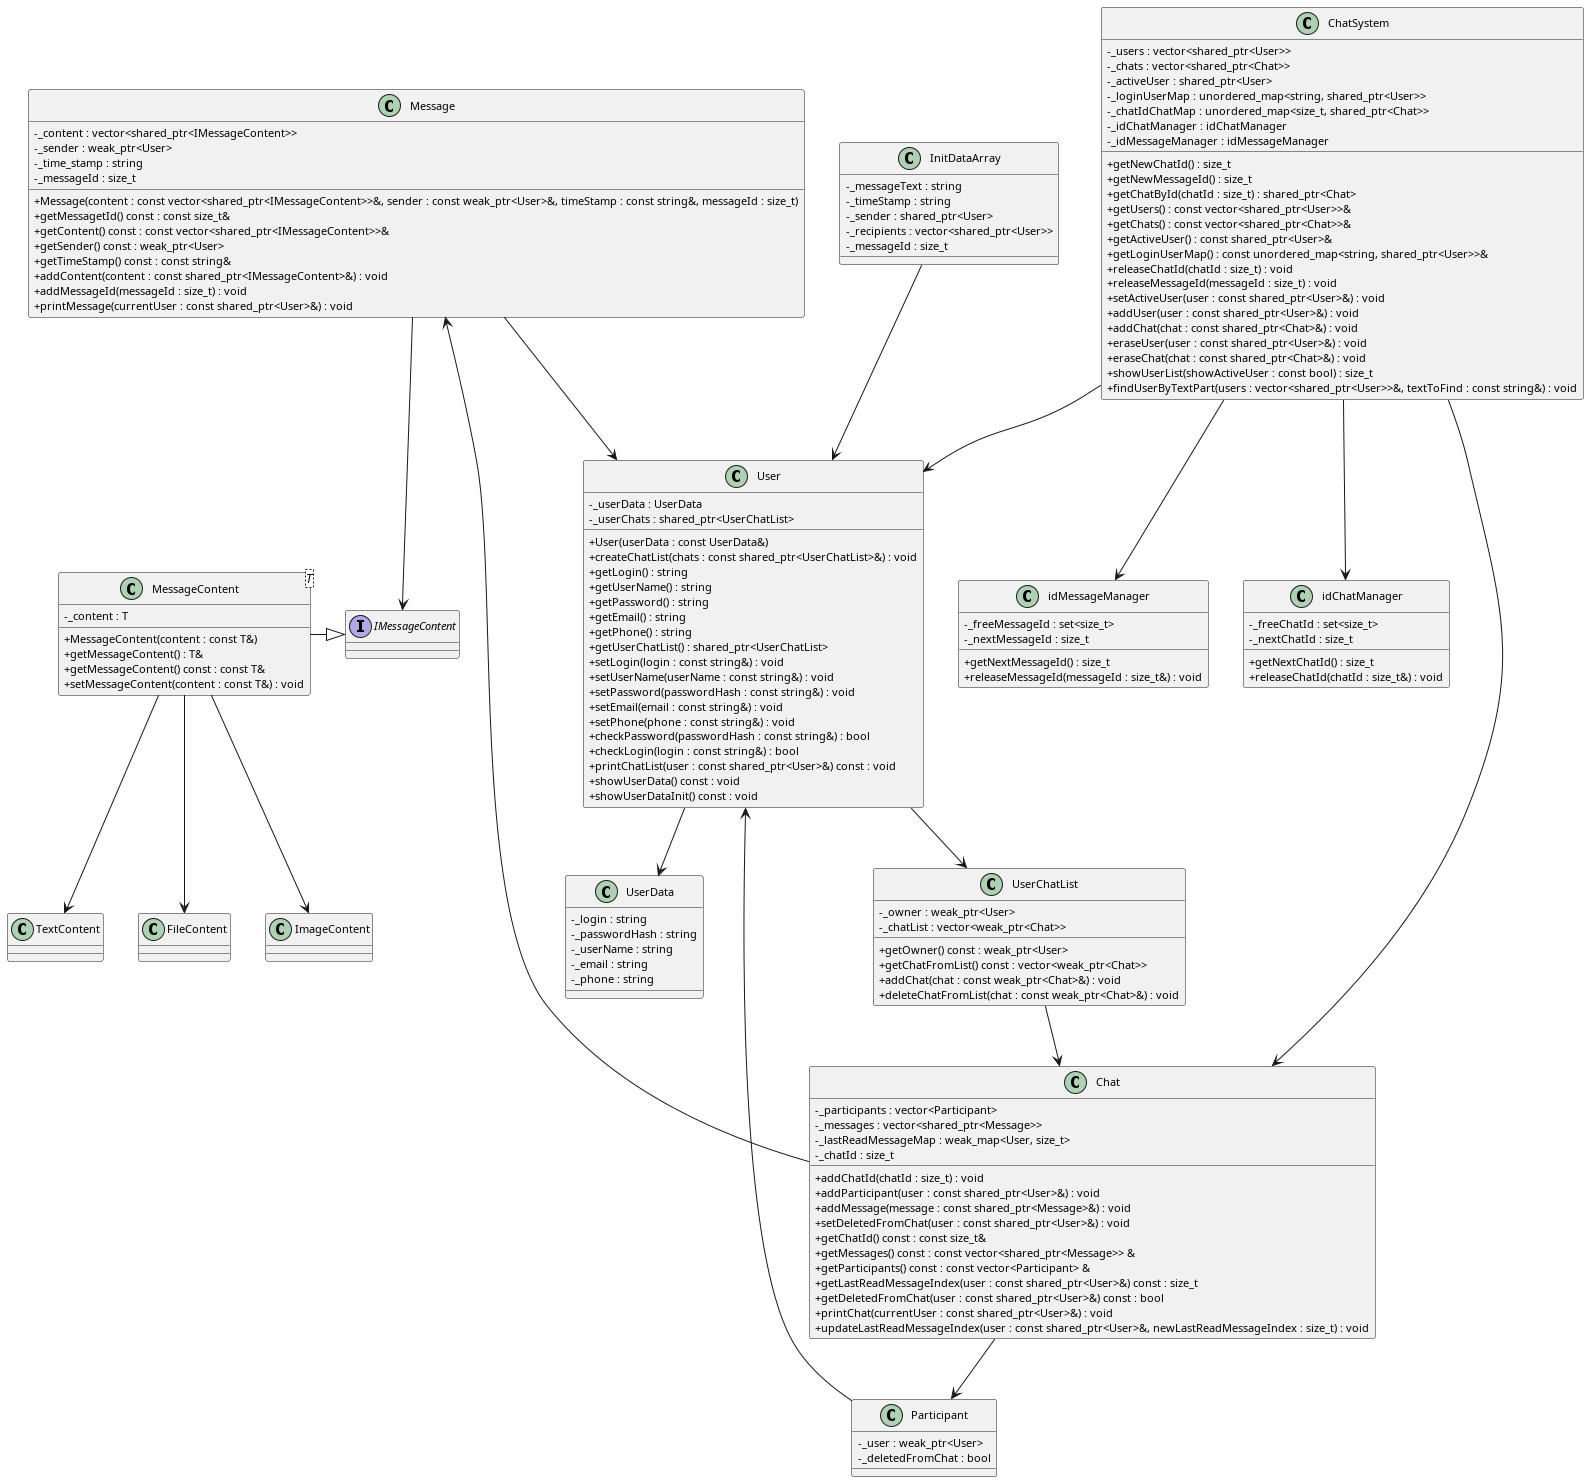 C ChatSystem
-_users : vector<shared_ptr<User>>
-_chats : vector<shared_ptr<Chat>>
-_activeUser : shared_ptr<User>
-_loginUserMap : unordered_map<string, shared_ptr<User>>
-_chatIdChatMap : unordered_map<size_t, shared_ptr<Chat>>
-_idChatManager : idChatManager
-_idMessageManager : idMessageManager
+getNewChatId() : size_t
+getNewMessageId() : size_t
+getChatById(chatId : size_t) : shared_ptr<Chat>
+getUsers() : const vector<shared_ptr<User>>&
+getChats() : const vector<shared_ptr<Chat>>&
+getActiveUser() : const shared_ptr<User>&
+getLoginUserMap() : const unordered_map<string, shared_ptr<User>>&
+releaseChatId(chatId : size_t) : void
+releaseMessageId(messageId : size_t) : void
+setActiveUser(user : const shared_ptr<User>&) : void
+addUser(user : const shared_ptr<User>&) : void
+addChat(chat : const shared_ptr<Chat>&) : void
+eraseUser(user : const shared_ptr<User>&) : void
+eraseChat(chat : const shared_ptr<Chat>&) : void
+showUserList(showActiveUser : const bool) : size_t
+findUserByTextPart(users : vector<shared_ptr<User>>&, textToFind : const string&) : void
C Message
-_content : vector<shared_ptr<IMessageContent>>
-_sender : weak_ptr<User>
-_time_stamp : string
-_messageId : size_t
+Message(content : const vector<shared_ptr<IMessageContent>>&, sender : const weak_ptr<User>&, timeStamp : const string&, messageId : size_t)
+getMessagetId() const : const size_t&
+getContent() const : const vector<shared_ptr<IMessageContent>>&
+getSender() const : weak_ptr<User>
+getTimeStamp() const : const string&
+addContent(content : const shared_ptr<IMessageContent>&) : void
+addMessageId(messageId : size_t) : void
+printMessage(currentUser : const shared_ptr<User>&) : void
C InitDataArray
-_messageText : string
-_timeStamp : string
-_sender : shared_ptr<User>
-_recipients : vector<shared_ptr<User>>
-_messageId : size_t
C User
-_userData : UserData
-_userChats : shared_ptr<UserChatList>
+User(userData : const UserData&)
+createChatList(chats : const shared_ptr<UserChatList>&) : void
+getLogin() : string
+getUserName() : string
+getPassword() : string
+getEmail() : string
+getPhone() : string
+getUserChatList() : shared_ptr<UserChatList>
+setLogin(login : const string&) : void
+setUserName(userName : const string&) : void
+setPassword(passwordHash : const string&) : void
+setEmail(email : const string&) : void
+setPhone(phone : const string&) : void
+checkPassword(passwordHash : const string&) : bool
+checkLogin(login : const string&) : bool
+printChatList(user : const shared_ptr<User>&) const : void
+showUserData() const : void
+showUserDataInit() const : void
C MessageContent T
-_content : T
+MessageContent(content : const T&)
+getMessageContent() : T&
+getMessageContent() const : const T&
+setMessageContent(content : const T&) : void
I IMessageContent
C idMessageManager
-_freeMessageId : set<size_t>
-_nextMessageId : size_t
+getNextMessageId() : size_t
+releaseMessageId(messageId : size_t&) : void
C idChatManager
-_freeChatId : set<size_t>
-_nextChatId : size_t
+getNextChatId() : size_t
+releaseChatId(chatId : size_t&) : void
C TextContent
C FileContent
C ImageContent
C UserData
-_login : string
-_passwordHash : string
-_userName : string
-_email : string
-_phone : string
C UserChatList
-_owner : weak_ptr<User>
-_chatList : vector<weak_ptr<Chat>>
+getOwner() const : weak_ptr<User>
+getChatFromList() const : vector<weak_ptr<Chat>>
+addChat(chat : const weak_ptr<Chat>&) : void
+deleteChatFromList(chat : const weak_ptr<Chat>&) : void
C Chat
-_participants : vector<Participant>
-_messages : vector<shared_ptr<Message>>
-_lastReadMessageMap : weak_map<User, size_t>
-_chatId : size_t
+addChatId(chatId : size_t) : void
+addParticipant(user : const shared_ptr<User>&) : void
+addMessage(message : const shared_ptr<Message>&) : void
+setDeletedFromChat(user : const shared_ptr<User>&) : void
+getChatId() const : const size_t&
+getMessages() const : const vector<shared_ptr<Message>> &
+getParticipants() const : const vector<Participant> &
+getLastReadMessageIndex(user : const shared_ptr<User>&) const : size_t
+getDeletedFromChat(user : const shared_ptr<User>&) const : bool
+printChat(currentUser : const shared_ptr<User>&) : void
+updateLastReadMessageIndex(user : const shared_ptr<User>&, newLastReadMessageIndex : size_t) : void
C Participant
-_user : weak_ptr<User>
-_deletedFromChat : bool